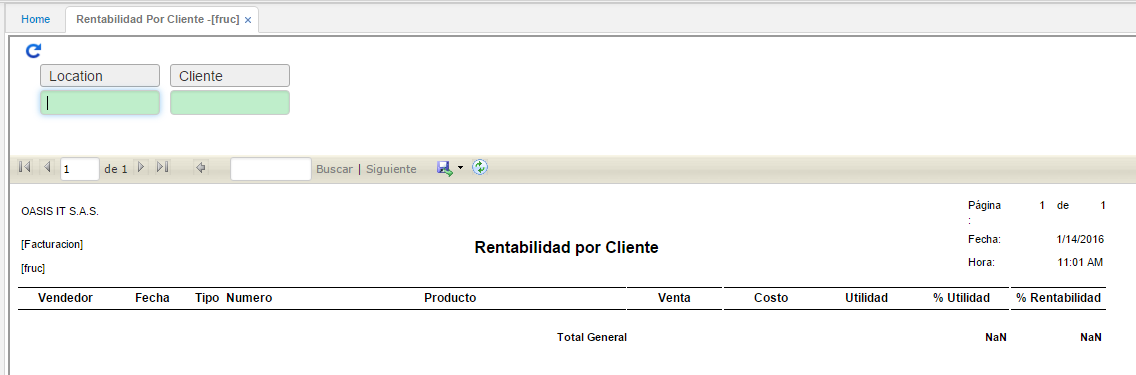 Home Rentabilidad Por Cliente -[fruc] ×
Location Cliente
1 de 1 Buscar | Siguiente
OASIS IT S.A.S. Página 1 de 1
:
[Facturacion] Rentabilidad por Cliente Fecha: 1/14/2016
[fruc] Hora: 11:01 AM
Vendedor Fecha Tipo Numero Producto Venta Costo Utilidad % Utilidad % Rentabilidad
Total General NaN NaN